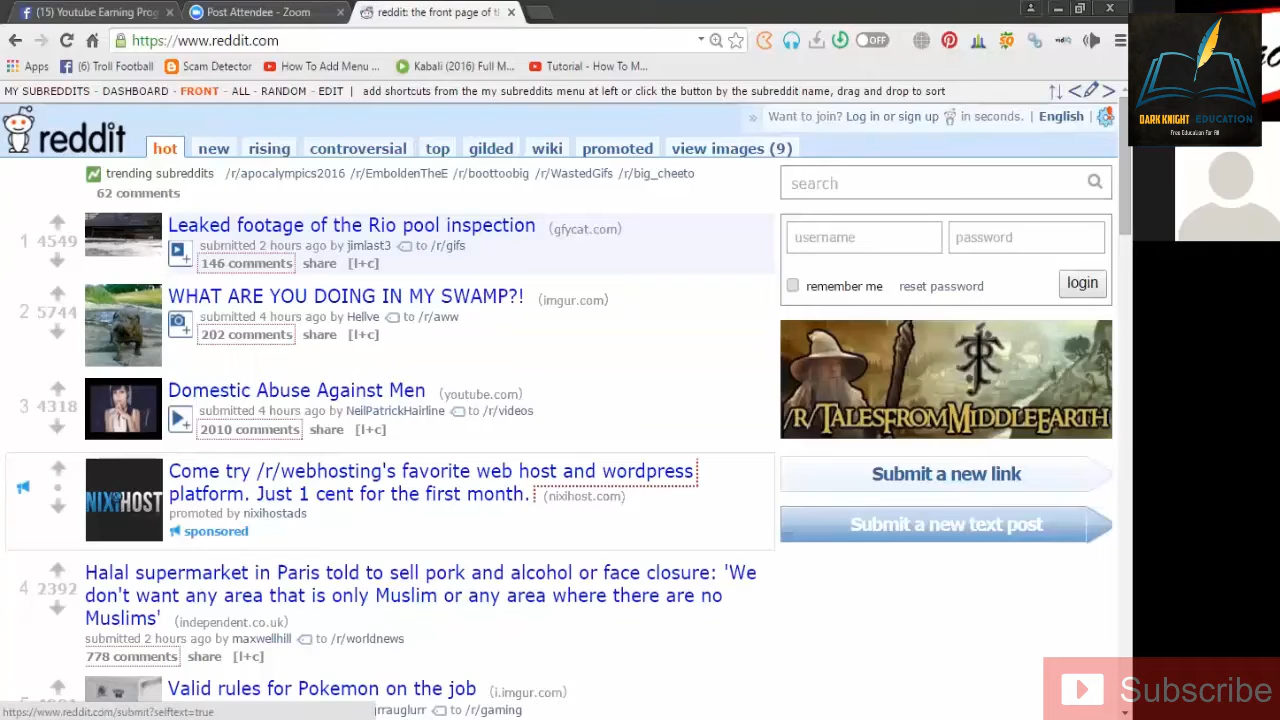 (15) YouTube Earning Prog
Post Attendee - Zoom
reddit: the front page of th
https://www.reddit.com
OFF
Apps
(6) Troll Football
Scam Detector
How To Add Menu ...
Kabali (2016) Full M...
Tutorial - How To M...
MY SUBREDDITS - DASHBOARD - FRONT - ALL - RANDOM - EDIT | add shortcuts from the my subreddits menu at left or click the button by the subreddit name, drag and drop to sort
DARK KNIGHT EDUCATION
Free Education For All
reddit
hot new rising controversial top gilded wiki promoted view images (9)
» Want to join? Log in or sign up in seconds. | English
trending subreddits /r/apocalympics2016 /r/EmboldenTheE /r/boottoobig /r/WastedGifs /r/big_cheeto
62 comments
search
username password
remember me reset password login
1 4549
Leaked footage of the Rio pool inspection (gfycat.com)
submitted 2 hours ago by jimlast3 to /r/gifs
146 comments share [l+c]
2 5744
WHAT ARE YOU DOING IN MY SWAMP?! (imgur.com)
submitted 4 hours ago by Hellve to /r/aww
202 comments share [l+c]
/R/TALESFROMMIDDLEEARTH
3 4318
Domestic Abuse Against Men (youtube.com)
submitted 4 hours ago by NeilPatrickHairline to /r/videos
2010 comments share [l+c]
Submit a new link
Submit a new text post
NIXIHOST
Come try /r/webhosting's favorite web host and wordpress
platform. Just 1 cent for the first month. (nixihost.com)
promoted by nixihostads
sponsored
4 2392
Halal supermarket in Paris told to sell pork and alcohol or face closure: 'We
don't want any area that is only Muslim or any area where there are no
Muslims' (independent.co.uk)
submitted 2 hours ago by maxwellhill to /r/worldnews
778 comments share [l+c]
Valid rules for Pokemon on the job (i.imgur.com)
rrauglurr to /r/gaming
https://www.reddit.com/submit?selftext=true
Subscribe